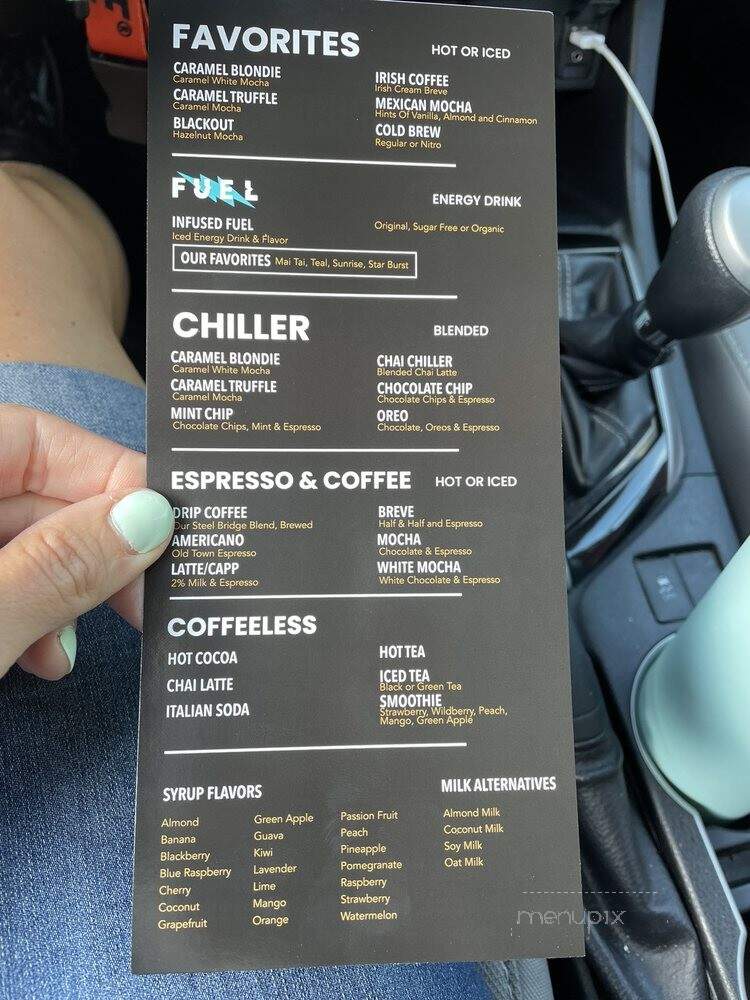 FAVORITES HOT OR ICED
CARAMEL BLONDIE
Caramel White Mocha
CARAMEL TRUFFLE
Caramel Mocha
BLACKOUT
Hazelnut Mocha
IRISH COFFEE
Irish Cream Breve
MEXICAN MOCHA
Hints Of Vanilla, Almond and Cinnamon
COLD BREW
Regular or Nitro
FUEL ENERGY DRINK
INFUSED FUEL
Iced Energy Drink & Flavor
Original, Sugar Free or Organic
OUR FAVORITES Mai Tai, Teal, Sunrise, Star Burst
CHILLER BLENDED
CARAMEL BLONDIE
Caramel White Mocha
CARAMEL TRUFFLE
Caramel Mocha
MINT CHIP
Chocolate Chips, Mint & Espresso
CHAI CHILLER
Blended Chai Latte
CHOCOLATE CHIP
Chocolate Chips & Espresso
OREO
Chocolate, Oreos & Espresso
ESPRESSO & COFFEE HOT OR ICED
DRIP COFFEE
Our Steel Bridge Blend, Brewed
AMERICANO
Old Town Espresso
LATTE/CAPP
2% Milk & Espresso
BREVE
Half & Half and Espresso
MOCHA
Chocolate & Espresso
WHITE MOCHA
White Chocolate & Espresso
COFFEELESS
HOT COCOA
CHAI LATTE
ITALIAN SODA
HOT TEA
ICED TEA
Black or Green Tea
SMOOTHIE
Strawberry, Wildberry, Peach,
Mango, Green Apple
SYRUP FLAVORS
Almond
Banana
Blackberry
Blue Raspberry
Cherry
Coconut
Grapefruit
Green Apple
Guava
Kiwi
Lavender
Lime
Mango
Orange
Passion Fruit
Peach
Pineapple
Pomegranate
Raspberry
Strawberry
Watermelon
MILK ALTERNATIVES
Almond Milk
Coconut Milk
Soy Milk
Oat Milk
menupix